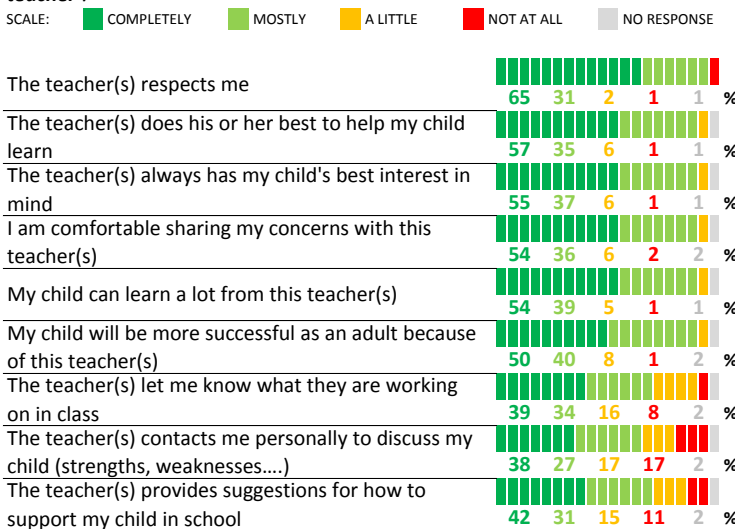 teacher?
SCALE: COMPLETELY MOSTLY A LITTLE NOT AT ALL NO RESPONSE
The teacher(s) respects me
65 31 2 1 1 %
The teacher(s) does his or her best to help my child
learn
57 35 6 1 1 %
The teacher(s) always has my child's best interest in
mind
55 37 6 1 1 %
I am comfortable sharing my concerns with this
teacher(s)
54 36 6 2 2 %
My child can learn a lot from this teacher(s)
54 39 5 1 1 %
My child will be more successful as an adult because
of this teacher(s)
50 40 8 1 2 %
The teacher(s) let me know what they are working
on in class
39 34 16 8 2 %
The teacher(s) contacts me personally to discuss my
child (strengths, weaknesses....)
38 27 17 17 2 %
The teacher(s) provides suggestions for how to
support my child in school
42 31 15 11 2 %